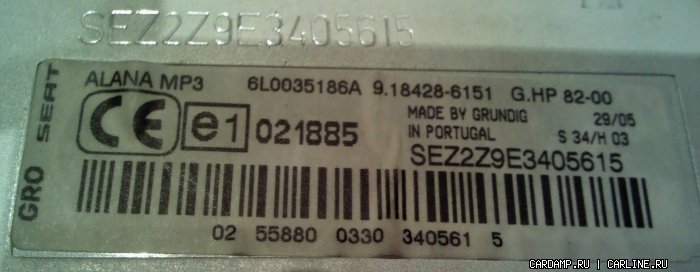 SEZ2Z9E3405615
GRO SEAT
ALANA MP3 6L0035186A 9.18428-6151 G.HP 82-00
CE e1 021885
MADE BY GRUNDIG 29/05
IN PORTUGAL S 34/H 03
SEZ2Z9E3405615
02 55880 0330 340561 5
CARDAMP.RU | CARLINE.RU